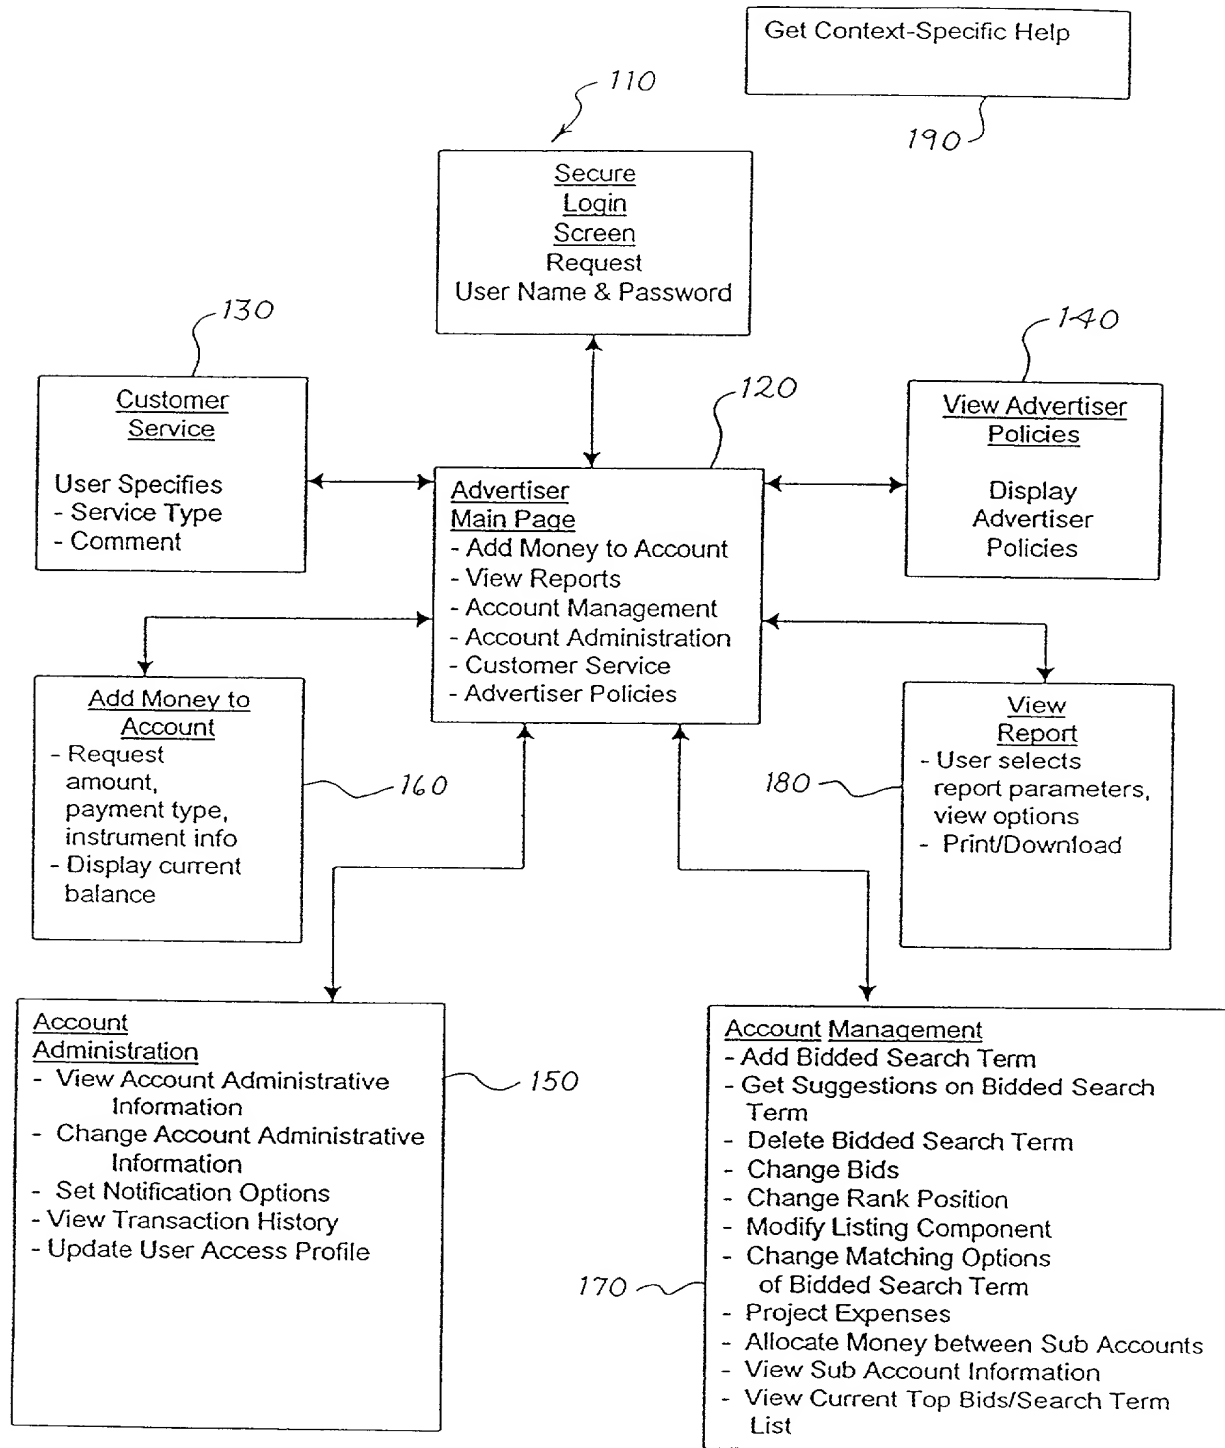 Get Context-Specific Help
190
110
Secure
Login
Screen
Request
User Name & Password
130
Customer
Service
User Specifies
- Service Type
- Comment
140
View Advertiser
Policies
Display
Advertiser
Policies
120
Advertiser
Main Page
- Add Money to Account
- View Reports
- Account Management
- Account Administration
- Customer Service
- Advertiser Policies
Add Money to
Account
- Request
amount,
payment type,
instrument info
- Display current
balance
160
View
Report
- User selects
report parameters,
view options
- Print/Download
180
Account
Administration
- View Account Administrative
Information
- Change Account Administrative
Information
- Set Notification Options
- View Transaction History
- Update User Access Profile
150
Account Management
- Add Bidded Search Term
- Get Suggestions on Bidded Search
Term
- Delete Bidded Search Term
- Change Bids
- Change Rank Position
- Modify Listing Component
- Change Matching Options
of Bidded Search Term
- Project Expenses
- Allocate Money between Sub Accounts
- View Sub Account Information
- View Current Top Bids/Search Term
List
170